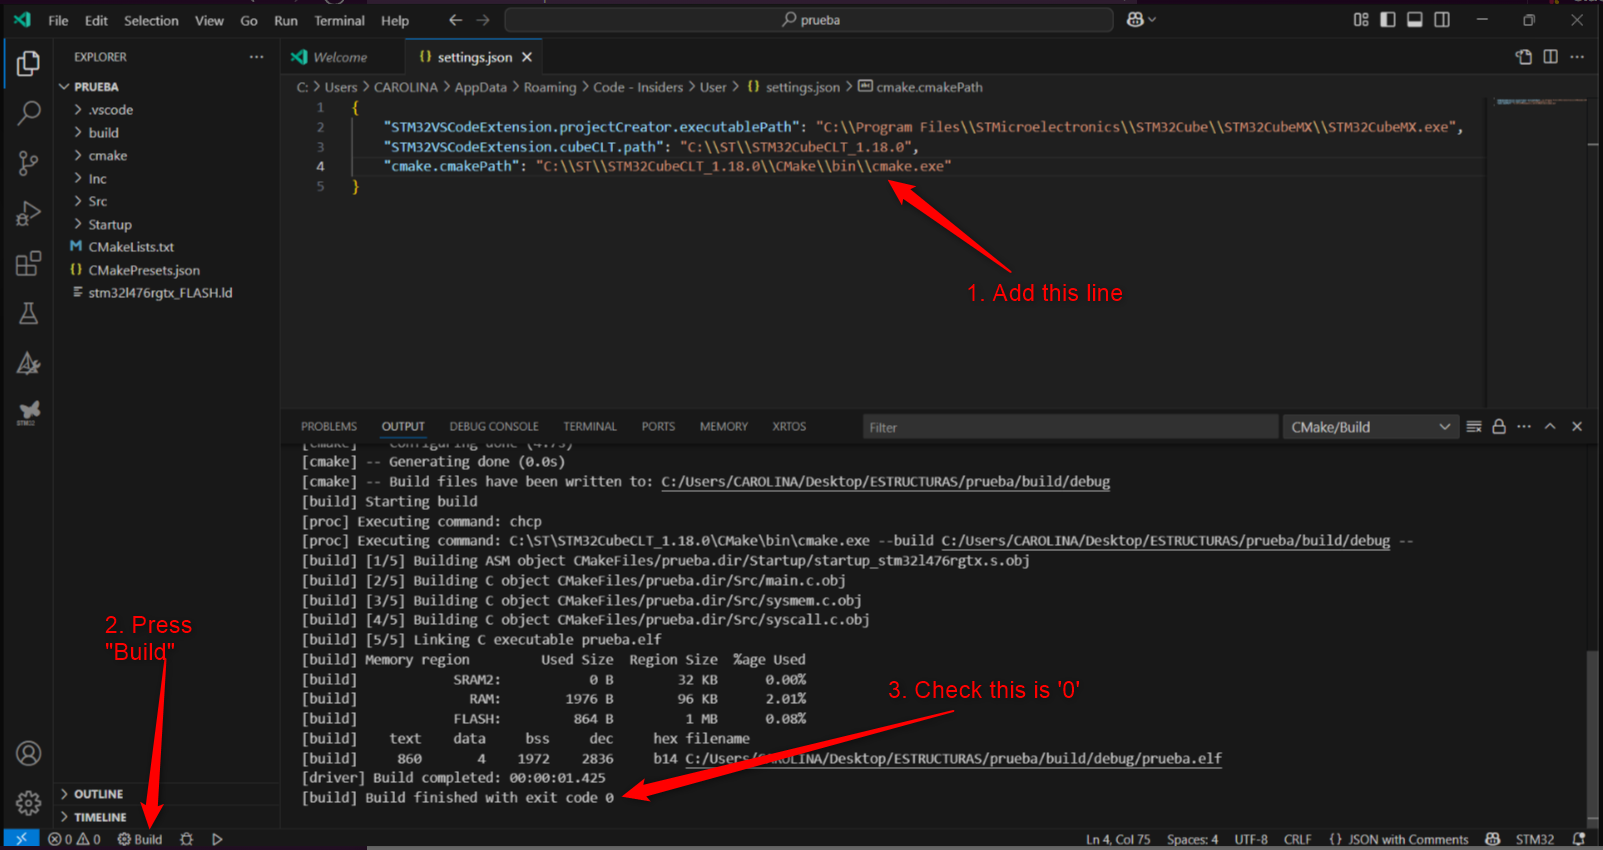 File Edit Selection View Go Run Terminal Help
prueba
EXPLORER
Welcome
{} settings.json
PRUEBA
.vscode
build
cmake
Inc
Src
Startup
CMakeLists.txt
{} CMakePresets.json
stm32l476rgtx_FLASH.ld
STM32
C: > Users > CAROLINA > AppData > Roaming > Code - Insiders > User > {} settings.json > cmake.cmakePath
1 {
2 "STM32VSCodeExtension.projectCreator.executablePath": "C:\\Program Files\\STMicroelectronics\\STM32Cube\\STM32CubeMX\\STM32CubeMX.exe",
3 "STM32VSCodeExtension.cubeCLT.path": "C:\\ST\\STM32CubeCLT_1.18.0",
4 "cmake.cmakePath": "C:\\ST\\STM32CubeCLT_1.18.0\\CMake\\bin\\cmake.exe"
5 }
1. Add this line
PROBLEMS OUTPUT DEBUG CONSOLE TERMINAL PORTS MEMORY XRTOS
Filter
CMake/Build
[cmake] -- Configuring done (4.7s)
[cmake] -- Generating done (0.0s)
[cmake] -- Build files have been written to: C:/Users/CAROLINA/Desktop/ESTRUCTURAS/prueba/build/debug
[build] Starting build
[proc] Executing command: chcp
[proc] Executing command: C:\ST\STM32CubeCLT_1.18.0\CMake\bin\cmake.exe --build C:/Users/CAROLINA/Desktop/ESTRUCTURAS/prueba/build/debug --
[build] [1/5] Building ASM object CMakeFiles/prueba.dir/Startup/startup_stm32l476rgtx.s.obj
[build] [2/5] Building C object CMakeFiles/prueba.dir/Src/main.c.obj
[build] [3/5] Building C object CMakeFiles/prueba.dir/Src/sysmem.c.obj
[build] [4/5] Building C object CMakeFiles/prueba.dir/Src/syscall.c.obj
[build] [5/5] Linking C executable prueba.elf
[build] Memory region Used Size Region Size %age Used
[build] SRAM2: 0 B 32 KB 0.00%
[build] RAM: 1976 B 96 KB 2.01%
[build] FLASH: 864 B 1 MB 0.08%
[build] text data bss dec hex filename
[build] 860 4 1972 2836 b14 C:/Users/CAROLINA/Desktop/ESTRUCTURAS/prueba/build/debug/prueba.elf
[driver] Build completed: 00:00:01.425
[build] Build finished with exit code 0
2. Press
"Build"
3. Check this is '0'
OUTLINE
TIMELINE
0 0 Build
Ln 4, Col 75 Spaces: 4 UTF-8 CRLF {} JSON with Comments STM32